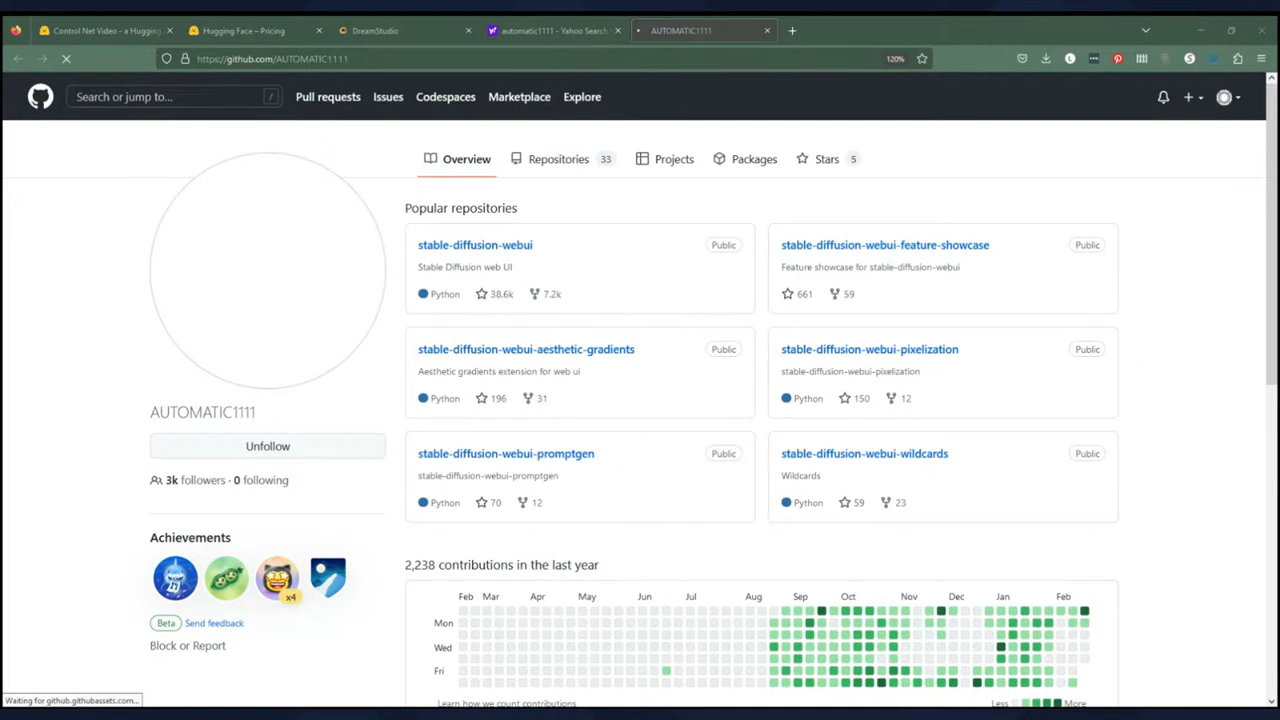 Control Net Video - a Hugging
Hugging Face – Pricing
DreamStudio
automatic1111 - Yahoo Search
AUTOMATIC1111
https://github.com/AUTOMATIC1111
120%
Search or jump to...
/
Pull requests
Issues
Codespaces
Marketplace
Explore
Overview
Repositories 33
Projects
Packages
Stars 5
Popular repositories
stable-diffusion-webui
Public
Stable Diffusion web UI
Python 38.6k 7.2k
stable-diffusion-webui-feature-showcase
Public
Feature showcase for stable-diffusion-webui
661 59
stable-diffusion-webui-aesthetic-gradients
Public
Aesthetic gradients extension for web ui
Python 196 31
stable-diffusion-webui-pixelization
Public
stable-diffusion-webui-pixelization
Python 150 12
stable-diffusion-webui-promptgen
Public
stable-diffusion-webui-promptgen
Python 70 12
stable-diffusion-webui-wildcards
Public
Wildcards
Python 59 23
AUTOMATIC1111
Unfollow
3k followers · 0 following
Achievements
x4
Beta Send feedback
Block or Report
2,238 contributions in the last year
Feb Mar Apr May Jun Jul Aug Sep Oct Nov Dec Jan Feb
Mon
Wed
Fri
Learn how we count contributions
Less More
Waiting for github.githubassets.com...